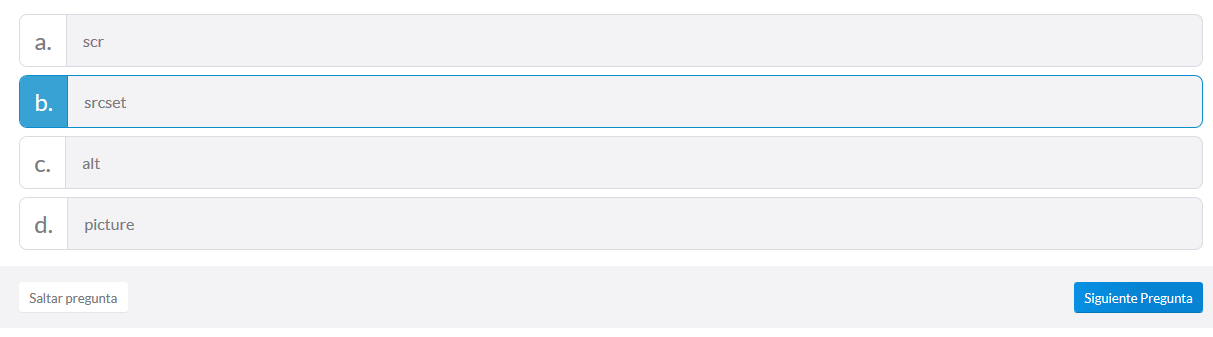 a. scr
b. srcset
c. alt
d. picture
Saltar pregunta Siguiente Pregunta